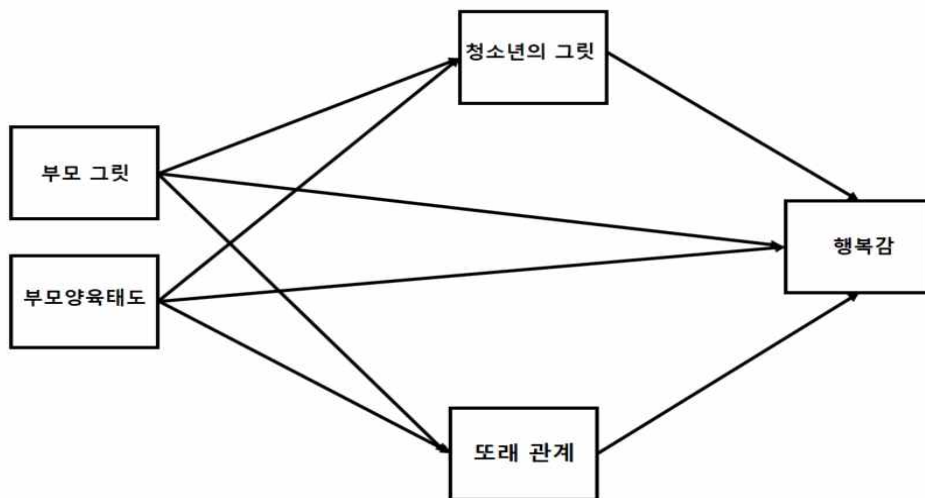 청소년의 그릿
부모 그릿
행복감
부모양육태도
또래 관계